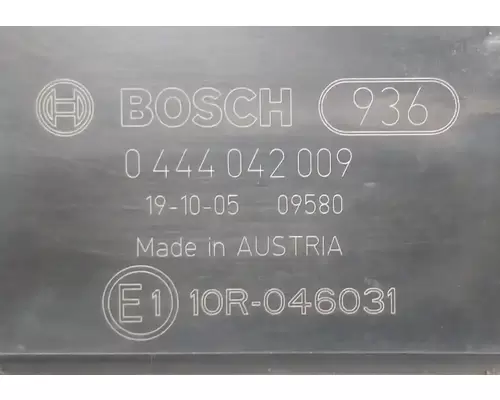 BOSCH 936
0 444 042 009
19-10-05 09580
Made in AUSTRIA
E1 10R-046031